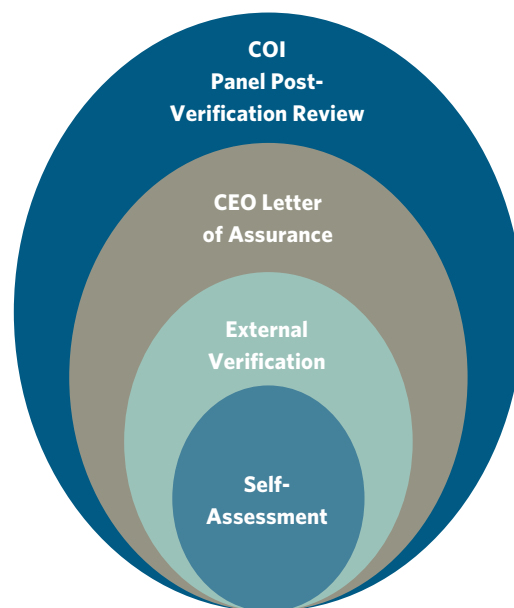 COI
Panel Post-
Verification Review
CEO Letter
of Assurance
External
Verification
Self-
Assessment